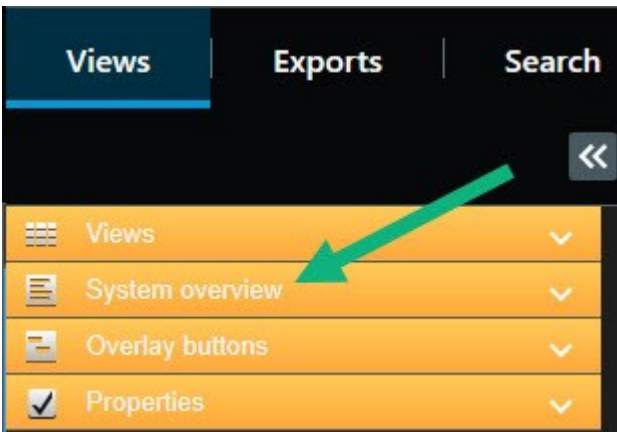 Views Exports Search
Views
System overview
Overlay buttons
Properties